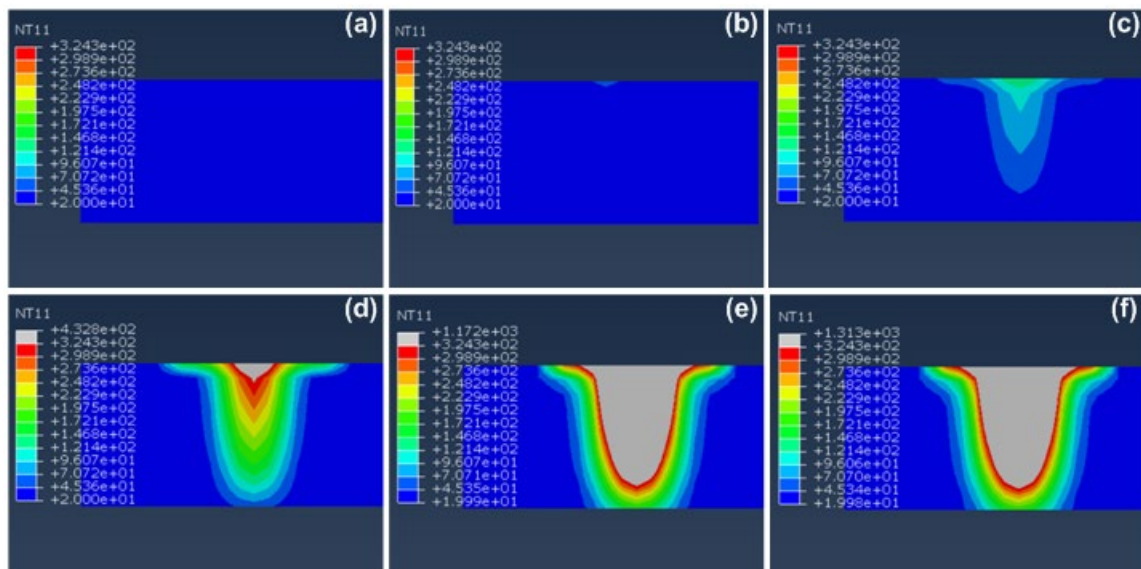 NT11
(a)
+3.243e+02
+2.989e+02
+2.736e+02
+2.482e+02
+2.229e+02
+1.975e+02
+1.721e+02
+1.468e+02
+1.214e+02
+9.607e+01
+7.072e+01
+4.536e+01
+2.000e+01
NT11
(b)
+3.243e+02
+2.989e+02
+2.736e+02
+2.482e+02
+2.229e+02
+1.975e+02
+1.721e+02
+1.468e+02
+1.214e+02
+9.607e+01
+7.072e+01
+4.536e+01
+2.000e+01
NT11
(c)
+3.243e+02
+2.989e+02
+2.736e+02
+2.482e+02
+2.229e+02
+1.975e+02
+1.721e+02
+1.468e+02
+1.214e+02
+9.607e+01
+7.072e+01
+4.536e+01
+2.000e+01
NT11
(d)
+4.328e+02
+3.243e+02
+2.989e+02
36e+02
+2.482e+02
+2.229e+02
+1.975e+02
+1.721e+02
+1.468e+02
+1.214e+02
+9.607e+01
+7.072e+01
+4.536e+01
+2.000e+01
NT11
(e)
+1.172e+03
+3.243e+02
+2.989e+02
36e+02
+2.482e+02
+2.229e+02
+1.975e+02
+1.721e+02
+1.468e+02
+1.214e+02
+9.607e+01
+7.071e+01
+4.535e+01
+1.999e+01
NT11
(f)
+1.313e+03
+3.243e+02
+2.989e+02
36e+02
+2.482e+02
+2.229e+02
+1.975e+02
+1.721e+02
+1.468e+02
+1.214e+02
+9.606e+01
+7.070e+01
+4.534e+01
+1.998e+01